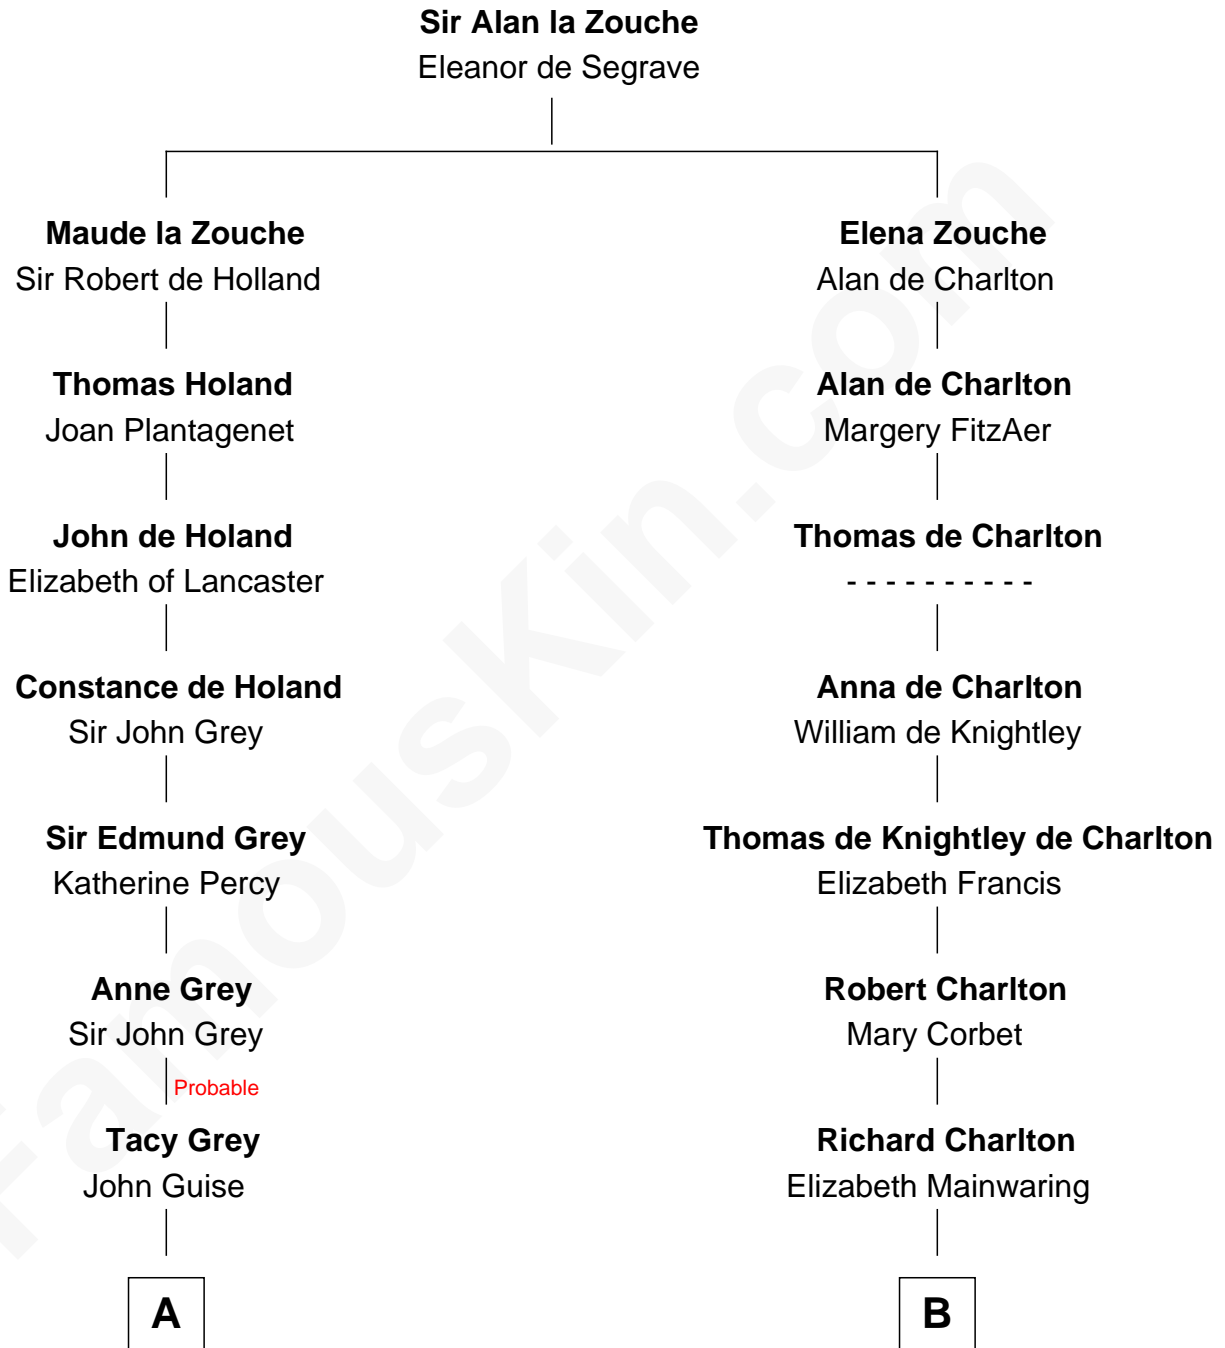 Sir Alan la Zouche
Eleanor de Segrave
Maude la Zouche
Sir Robert de Holland
Elena Zouche
Alan de Charlton
Thomas Holand
Joan Plantagenet
Alan de Charlton
Margery FitzAer
John de Holand
Elizabeth of Lancaster
Thomas de Charlton
- - - - - - - - - -
Constance de Holand
Sir John Grey
Anna de Charlton
William de Knightley
Sir Edmund Grey
Katherine Percy
Thomas de Knightley de Charlton
Elizabeth Francis
Anne Grey
Sir John Grey
Robert Charlton
Mary Corbet
Probable
Tacy Grey
John Guise
Richard Charlton
Elizabeth Mainwaring
A
B
FamousKin.com